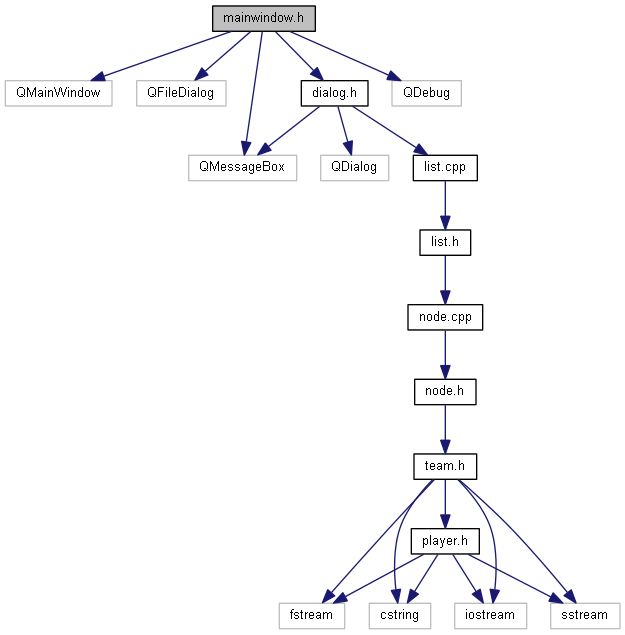 mainwindow.h
QMainWindow
QFileDialog
dialog.h
QDebug
QMessageBox
QDialog
list.cpp
list.h
node.cpp
node.h
team.h
player.h
fstream
cstring
iostream
sstream